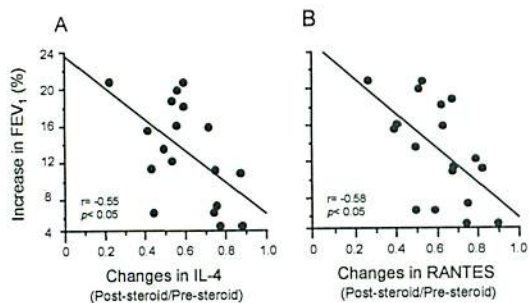 A
B
Increase in FEV1 (%)
24
20
16
12
8
4
r= -0.55
p< 0.05
r= -0.58
p< 0.05
0 0.2 0.4 0.6 0.8 1.0
0 0.2 0.4 0.6 0.8 1.0
Changes in IL-4
(Post-steroid/Pre-steroid)
Changes in RANTES
(Post-steroid/Pre-steroid)